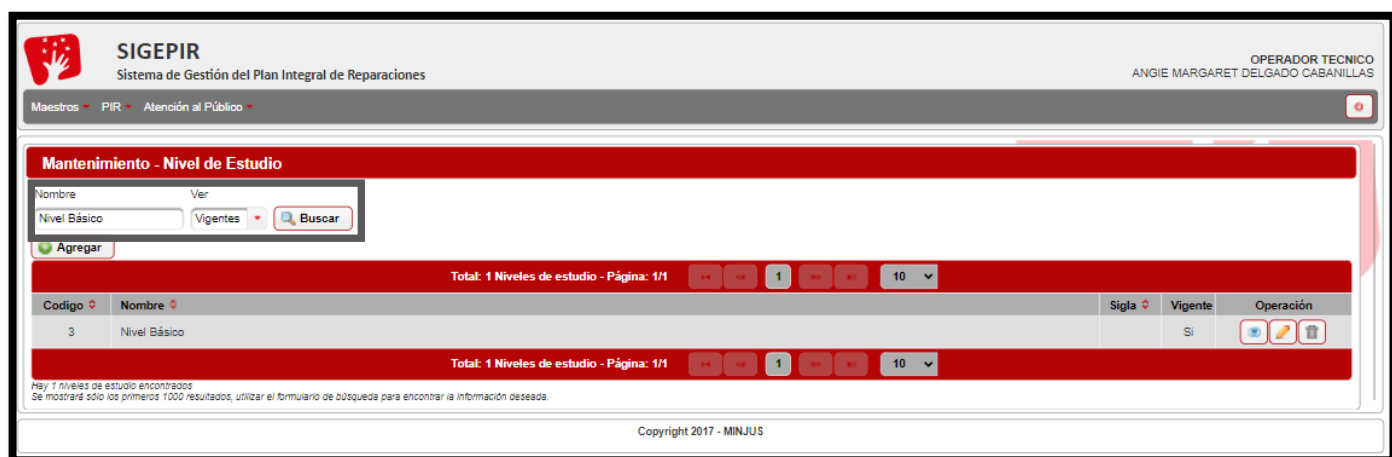 SIGEPIR
Sistema de Gestión del Plan Integral de Reparaciones
OPERADOR TECNICO
ANGIE MARGARET DELGADO CABANILLAS
Maestros PIR Atención al Público
Mantenimiento - Nivel de Estudio
Nombre Ver
Nivel Básico Vigentes Buscar
Agregar
Total: 1 Niveles de estudio - Página: 1/1 1 10
Codigo Nombre Sigla Vigente Operación
3 Nivel Básico Si
Total: 1 Niveles de estudio - Página: 1/1 1 10
Hay 1 niveles de estudio encontrados
Se mostrará sólo los primeros 1000 resultados, utilizar el formulario de búsqueda para encontrar la información deseada.
Copyright 2017 - MINJUS